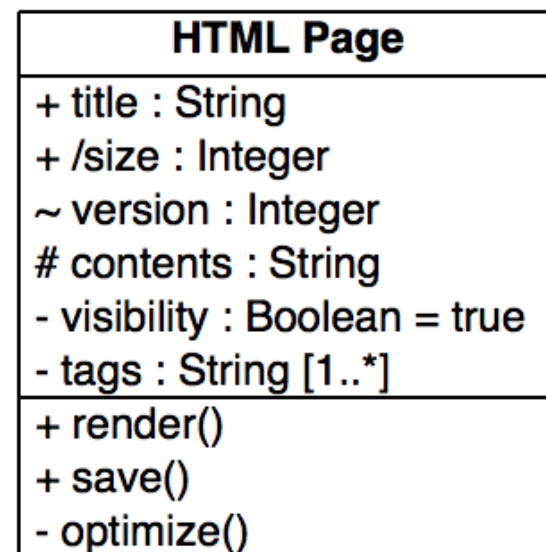 HTML Page
+ title : String
+ /size : Integer
~ version : Integer
# contents : String
- visibility : Boolean = true
- tags : String [1..*]
+ render()
+ save()
- optimize()